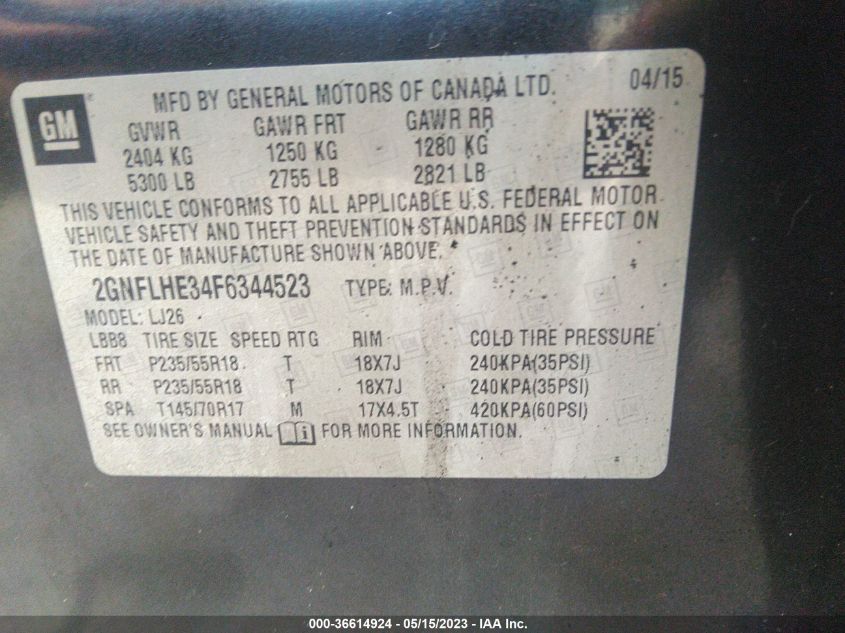 GM
MFD BY GENERAL MOTORS OF CANADA LTD. 04/15
GVWR GAWR FRT GAWR RR
2404 KG 1250 KG 1280 KG
5300 LB 2755 LB 2821 LB
THIS VEHICLE CONFORMS TO ALL APPLICABLE U.S. FEDERAL MOTOR
VEHICLE SAFETY AND THEFT PREVENTION STANDARDS IN EFFECT ON
THE DATE OF MANUFACTURE SHOWN ABOVE.
2GNFLHE34F6344523 TYPE: M.P.V.
MODEL: LJ26
LBB8 TIRE SIZE SPEED RTG RIM COLD TIRE PRESSURE
FRT P235/55R18 T 18X7J 240KPA(35PSI)
RR P235/55R18 T 18X7J 240KPA(35PSI)
SPA T145/70R17 M 17X4.5T 420KPA(60PSI)
SEE OWNER'S MANUAL i FOR MORE INFORMATION.
000-36614924 - 05/15/2023 - IAA Inc.